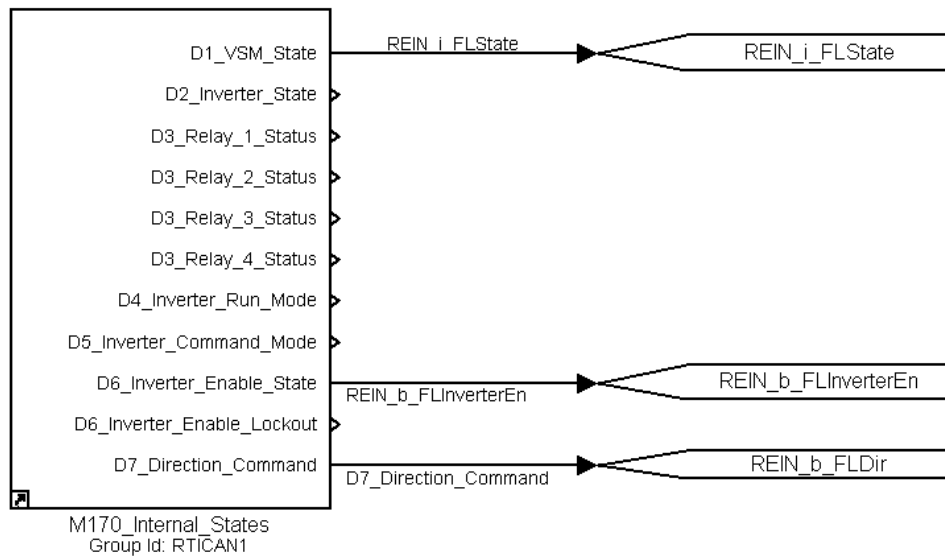 D1_VSM_State
REIN_i_FLState
REIN_i_FLState
D2_Inverter_State
D3_Relay_1_Status
D3_Relay_2_Status
D3_Relay_3_Status
D3_Relay_4_Status
D4_Inverter_Run_Mode
D5_Inverter_Command_Mode
D6_Inverter_Enable_State
REIN_b_FLInverterEn
REIN_b_FLInverterEn
D6_Inverter_Enable_Lockout
D7_Direction_Command
D7_Direction_Command
REIN_b_FLDir
M170_Internal_States
Group Id: RTICAN1